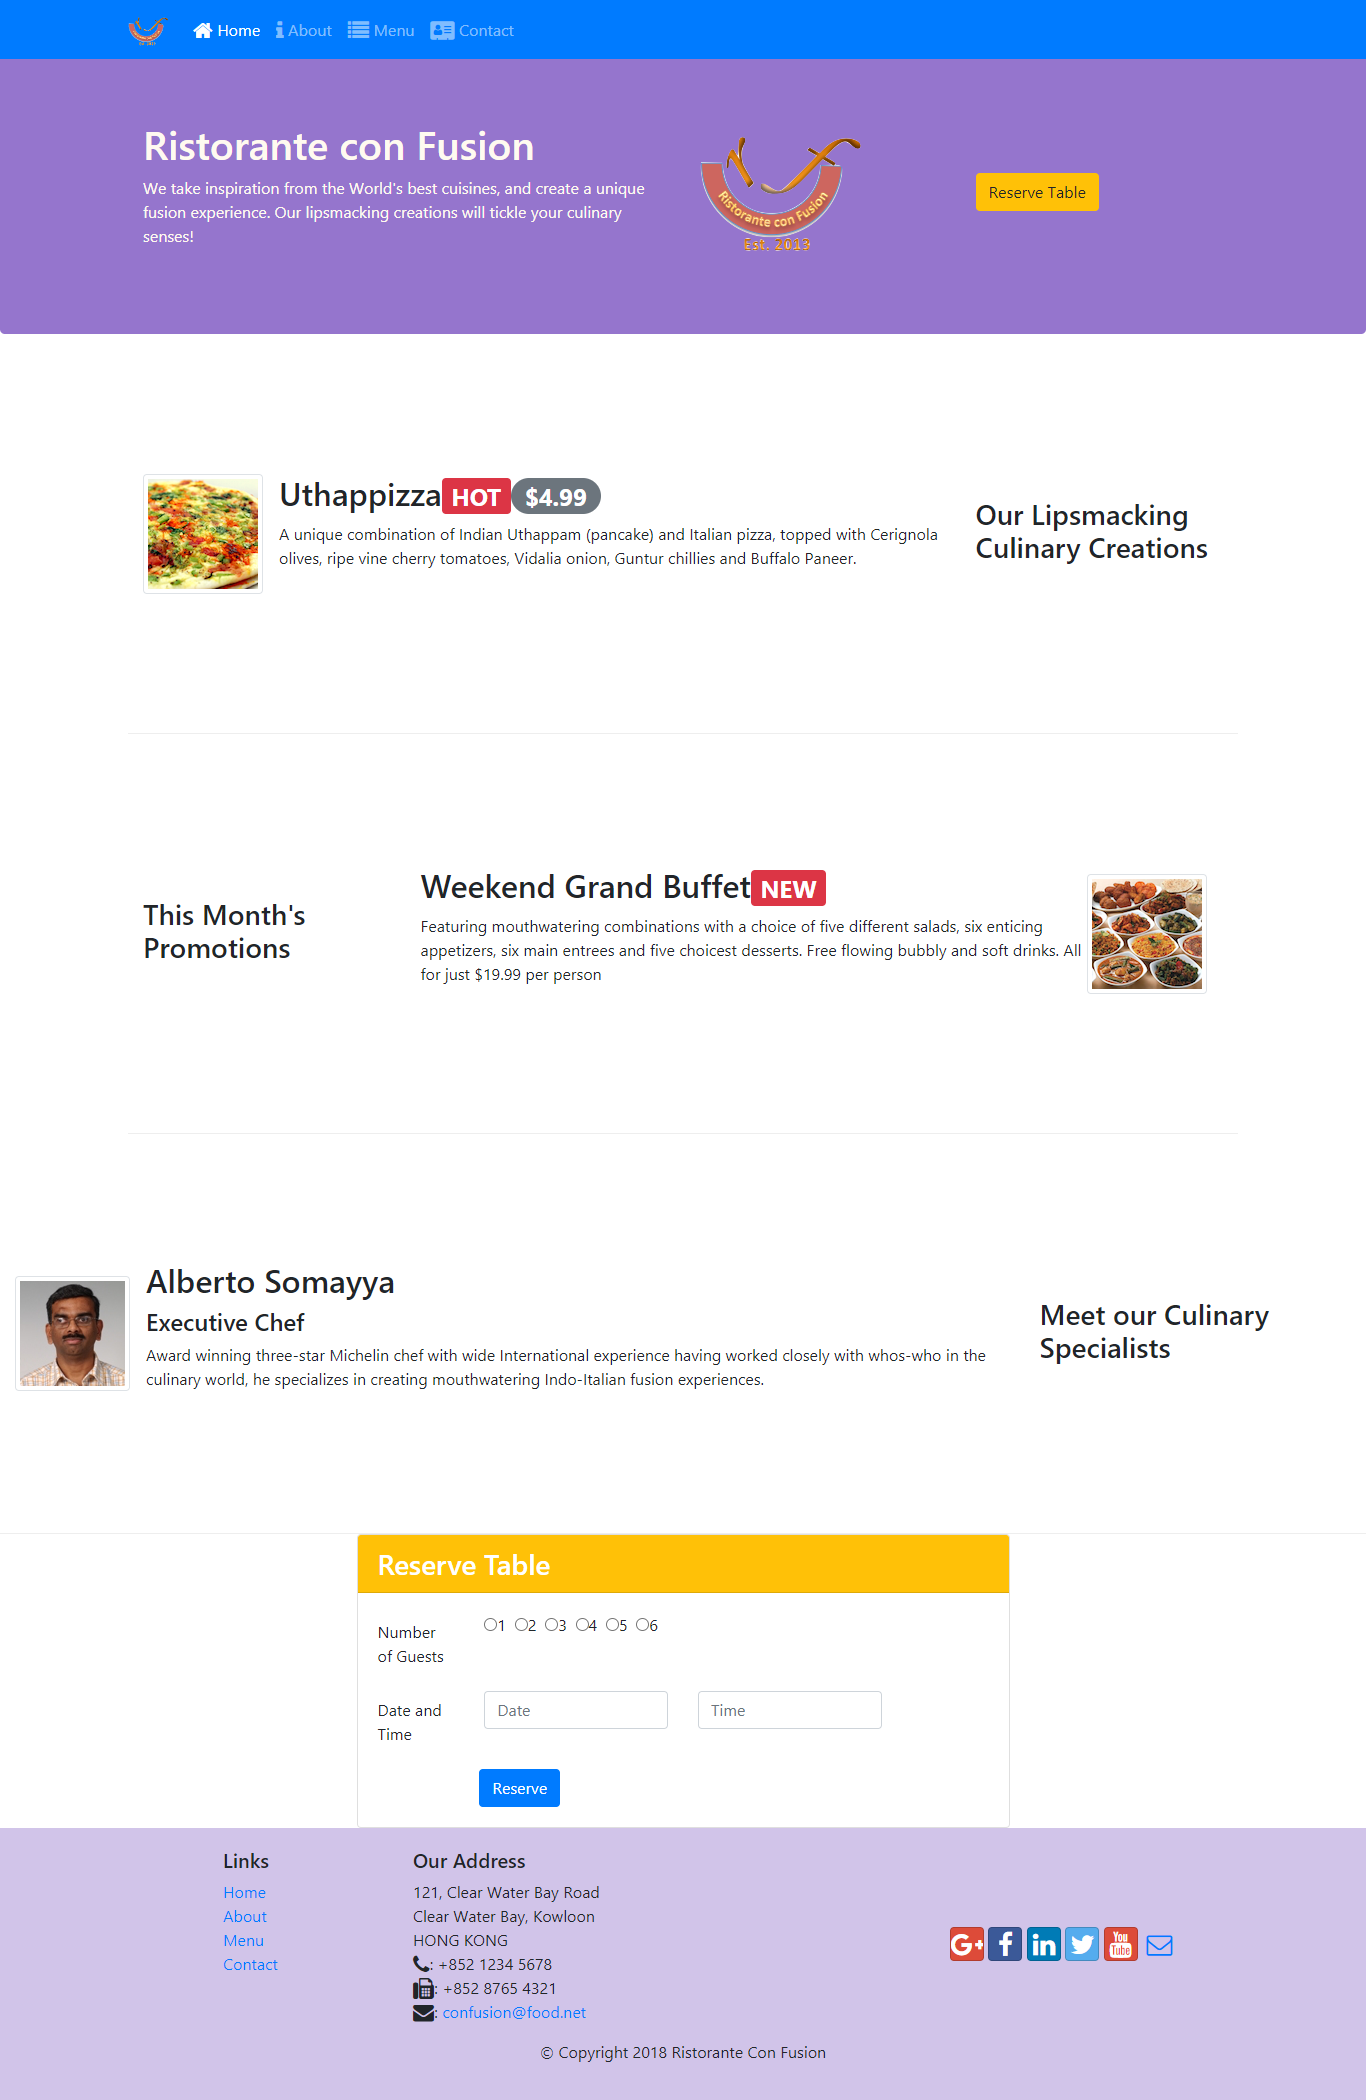 Home About Menu Contact
Ristorante con Fusion
We take inspiration from the World's best cuisines, and create a unique
fusion experience. Our lipsmacking creations will tickle your culinary
senses!
Ristorante con Fusion
Est. 2013
Reserve Table
Uthappizza HOT $4.99
A unique combination of Indian Uthappam (pancake) and Italian pizza, topped with Cerignola
olives, ripe vine cherry tomatoes, Vidalia onion, Guntur chillies and Buffalo Paneer.
Our Lipsmacking
Culinary Creations
This Month's
Promotions
Weekend Grand Buffet NEW
Featuring mouthwatering combinations with a choice of five different salads, six enticing
appetizers, six main entrees and five choicest desserts. Free flowing bubbly and soft drinks. All
for just $19.99 per person
Alberto Somayya
Executive Chef
Award winning three-star Michelin chef with wide International experience having worked closely with whos-who in the
culinary world, he specializes in creating mouthwatering Indo-Italian fusion experiences.
Meet our Culinary
Specialists
Reserve Table
Number
of Guests
1 2 3 4 5 6
Date and
Time
Date
Time
Reserve
Links
Home
About
Menu
Contact
Our Address
121, Clear Water Bay Road
Clear Water Bay, Kowloon
HONG KONG
: +852 1234 5678
: +852 8765 4321
: confusion@food.net
G+ f in You Tube
© Copyright 2018 Ristorante Con Fusion